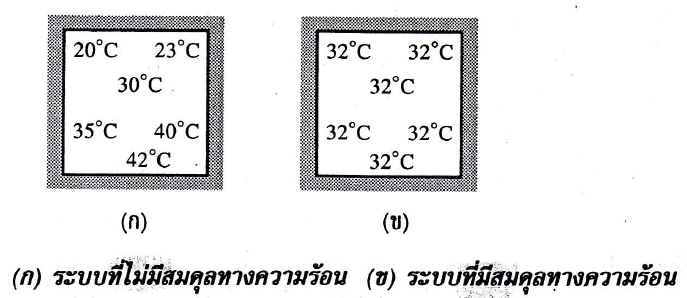 20°C 23°C 32°C 32°C
30°C 32°C
35°C 40°C 32°C 32°C
42°C 32°C
(ก) (ข)
(ก) ระบบที่ไม่มีสมดุลทางความร้อน (ข) ระบบที่มีสมดุลทางความร้อน